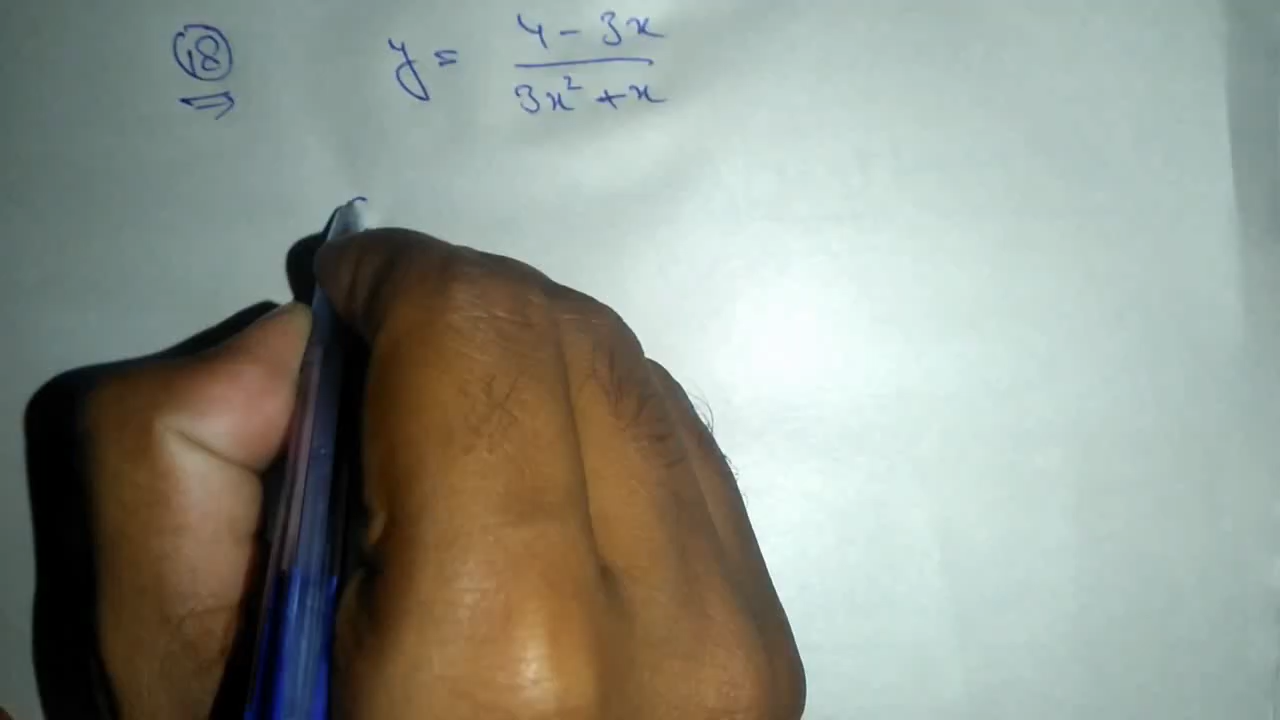 18 y = (4 - 3x)/(3x² + x)
⇒